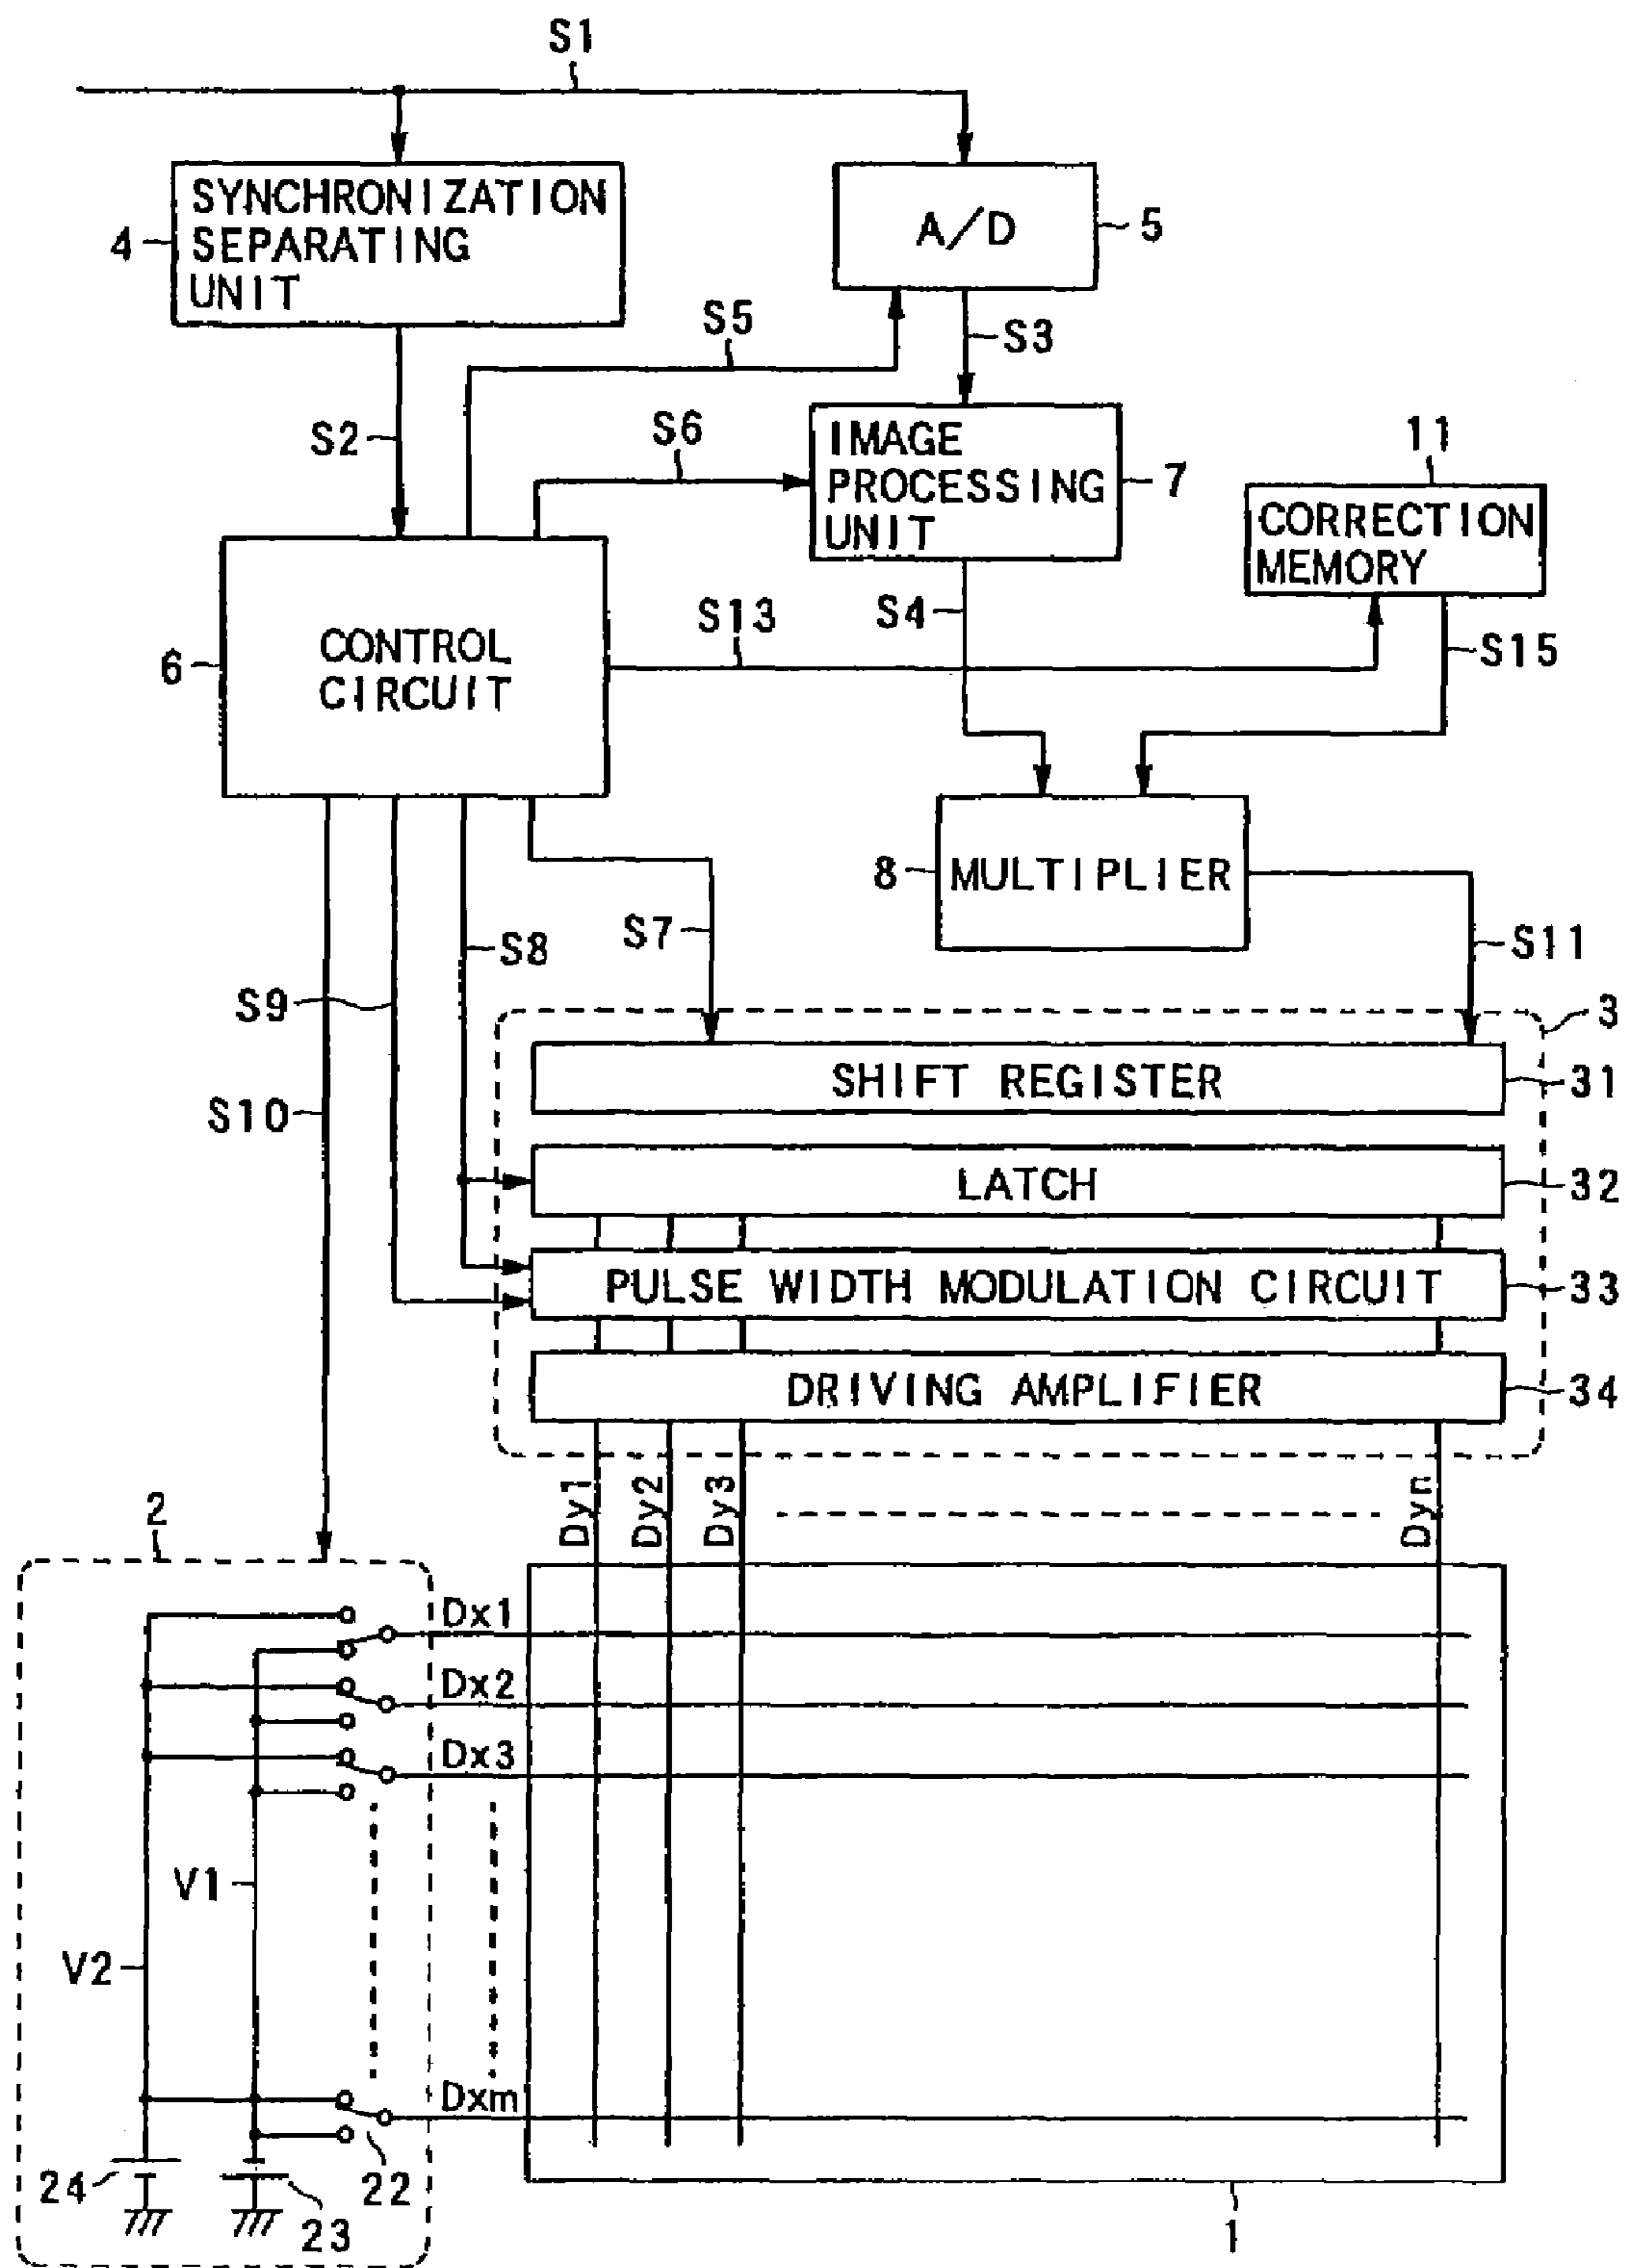 S1
SYNCHRONIZATION
SEPARATING
UNIT
4
A/D
5
S5
S3
S2
S6
IMAGE
PROCESSING
UNIT
7
11
CORRECTION
MEMORY
CONTROL
CIRCUIT
6
S13
S4
S15
8
MULTIPLIER
S7
S8
S11
S9
3
SHIFT REGISTER
31
S10
LATCH
32
PULSE WIDTH MODULATION CIRCUIT
33
DRIVING AMPLIFIER
34
Dy1
Dy2
Dy3
Dyn
2
Dx1
Dx2
Dx3
V1
V2
Dxm
22
24
23
1